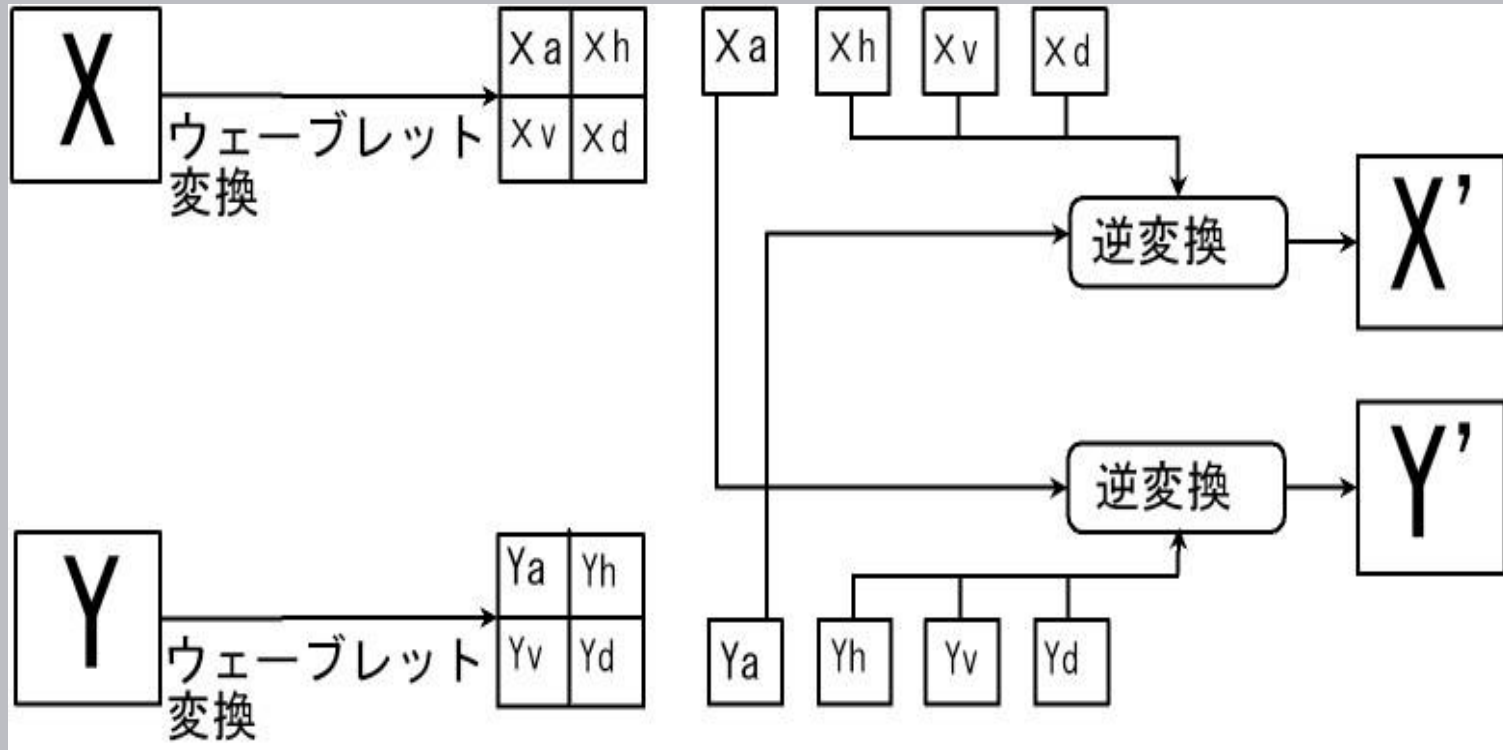 X
ウェーブレット
変換
Xa Xh
Xv Xd
Xa Xh Xv Xd
逆変換
X’
Y
ウェーブレット
変換
Ya Yh
Yv Yd
逆変換
Y’
Ya Yh Yv Yd